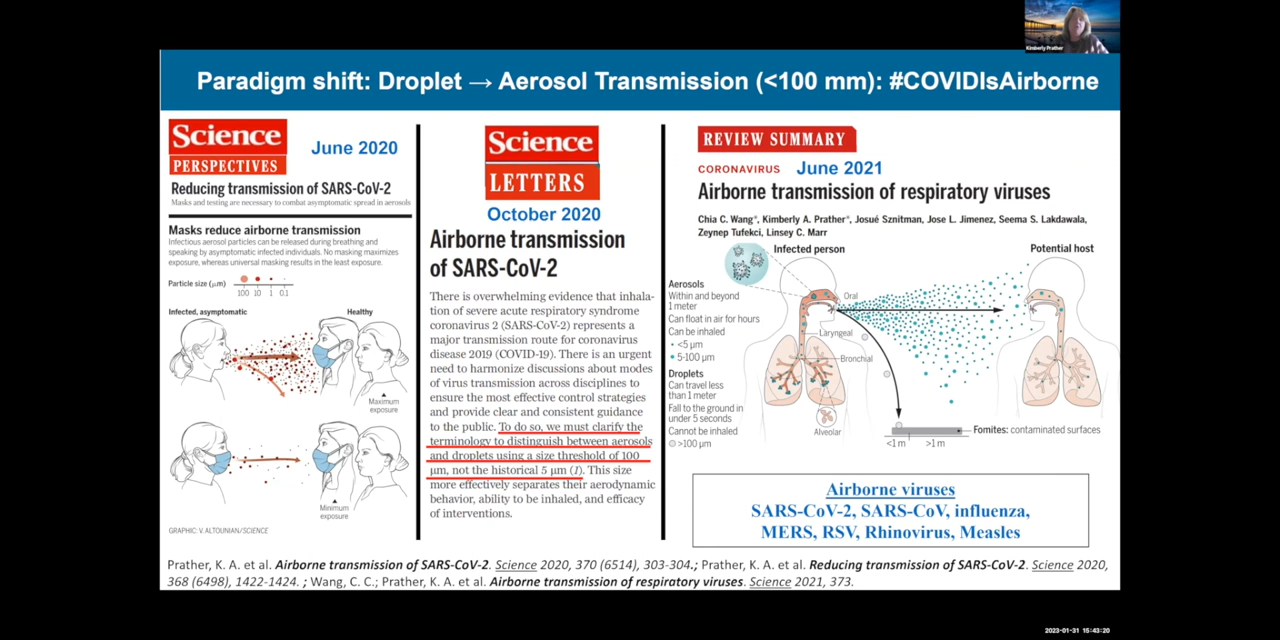 Kimberly Prather
Paradigm shift: Droplet → Aerosol Transmission (<100 mm): #COVIDIsAirborne
Science
PERSPECTIVES
June 2020
Reducing transmission of SARS-CoV-2
Masks and testing are necessary to combat asymptomatic spread in aerosols
Masks reduce airborne transmission
Infectious aerosol particles can be released during breathing and
speaking by asymptomatic infected individuals. No masking maximizes
exposure, whereas universal masking results in the least exposure.
Particle size (μm)
100 10 1 0.1
Infected, asymptomatic
Healthy
Maximum
exposure
Minimum
exposure
GRAPHIC: V. ALTOUNIAN/SCIENCE
Science
LETTERS
October 2020
Airborne transmission
of SARS-CoV-2
There is overwhelming evidence that inhala-
tion of severe acute respiratory syndrome
coronavirus 2 (SARS-CoV-2) represents a
major transmission route for coronavirus
disease 2019 (COVID-19). There is an urgent
need to harmonize discussions about modes
of virus transmission across disciplines to
ensure the most effective control strategies
and provide clear and consistent guidance
to the public. To do so, we must clarify the
terminology to distinguish between aerosols
and droplets using a size threshold of 100
μm, not the historical 5 μm (1). This size
more effectively separates their aerodynamic
behavior, ability to be inhaled, and efficacy
of interventions.
REVIEW SUMMARY
CORONAVIRUS
June 2021
Airborne transmission of respiratory viruses
Chia C. Wang*, Kimberly A. Prather*, Josué Sznitman, Jose L. Jimenez, Seema S. Lakdawala,
Zeynep Tufekci, Linsey C. Marr
Infected person
Potential host
Aerosols
Within and beyond
1 meter
Can float in air for hours
Can be inhaled
• <5 μm
• 5-100 μm
Droplets
Can travel less
than 1 meter
Fall to the ground in
under 5 seconds
Cannot be inhaled
>100 μm
Oral
Laryngeal
Bronchial
Alveolar
<1 m
>1 m
Fomites: contaminated surfaces
Airborne viruses
SARS-CoV-2, SARS-CoV, influenza,
MERS, RSV, Rhinovirus, Measles
Prather, K. A. et al. Airborne transmission of SARS-CoV-2. Science 2020, 370 (6514), 303-304.; Prather, K. A. et al. Reducing transmission of SARS-CoV-2. Science 2020,
368 (6498), 1422-1424. ; Wang, C. C.; Prather, K. A. et al. Airborne transmission of respiratory viruses. Science 2021, 373.
2023-01-31 15:43:20